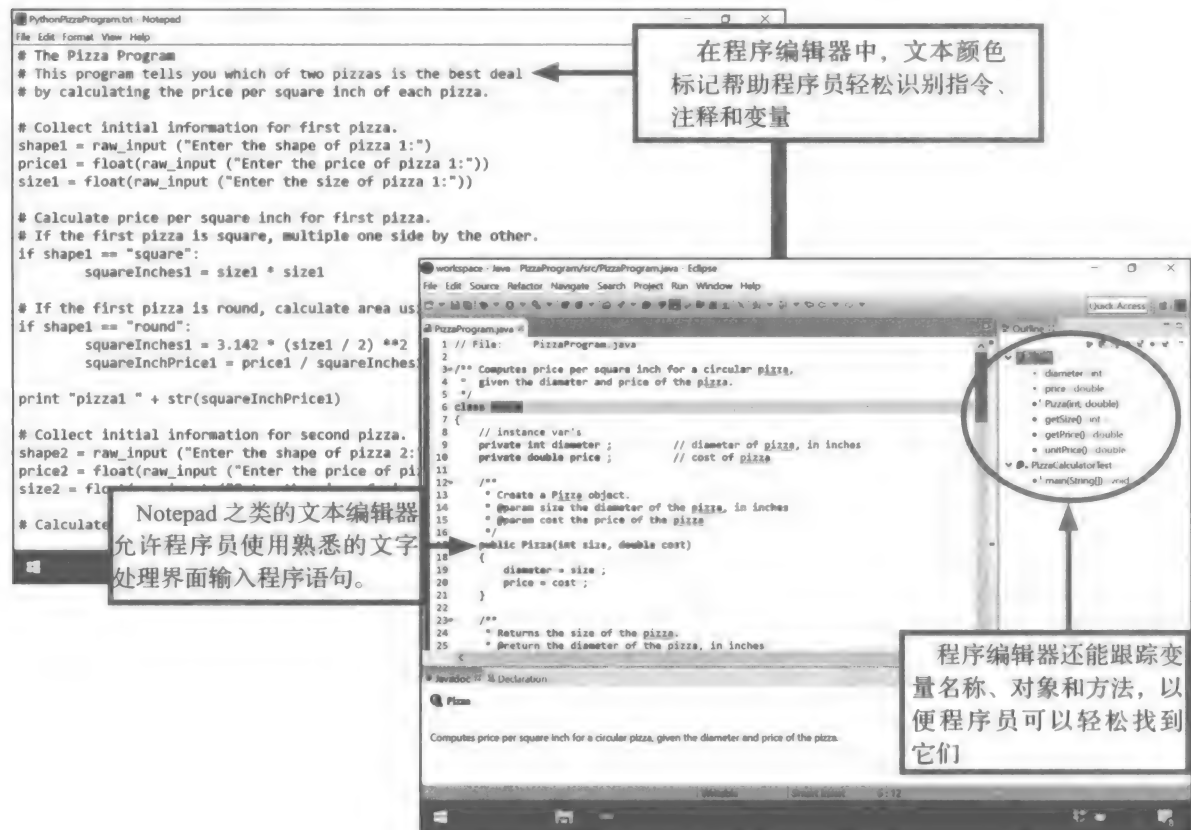 PythonPizzaProgram.txt - Notepad
File Edit Format View Help
# The Pizza Program
# This program tells you which of two pizzas is the best deal
# by calculating the price per square inch of each pizza.
# Collect initial information for first pizza.
shape1 = raw_input ("Enter the shape of pizza 1:")
price1 = float(raw_input ("Enter the price of pizza 1:"))
size1 = float(raw_input ("Enter the size of pizza 1:"))
# Calculate price per square inch for first pizza.
# If the first pizza is square, multiple one side by the other.
if shape1 == "square":
squareInches1 = size1 * size1
# If the first pizza is round, calculate area us
if shape1 == "round":
squareInches1 = 3.142 * (size1 / 2) **2
squareInchPrice1 = price1 / squareInches
print "pizza1 " + str(squareInchPrice1)
# Collect initial information for second pizza.
shape2 = raw_input ("Enter the shape of pizza 2:
price2 = float(raw_input ("Enter the price of pi
size2 = flo
# Calculate
在程序编辑器中，文本颜色
标记帮助程序员轻松识别指令、
注释和变量
Notepad 之类的文本编辑器
允许程序员使用熟悉的文字
处理界面输入程序语句。
workspace - Java - PizzaProgram/src/PizzaProgram.java - Eclipse
File Edit Source Refactor Navigate Search Project Run Window Help
Quick Access
PizzaProgram.java
1 // File: PizzaProgram.java
2
3 /** Computes price per square inch for a circular pizza,
4 * given the diameter and price of the pizza.
5 */
6 class
7 {
8 // instance var's
9 private int diameter ; // diameter of pizza, in inches
10 private double price ; // cost of pizza
11
12 /**
13 * Create a Pizza object.
14 * @param size the diameter of the pizza, in inches
15 * @param cost the price of the pizza
16 */
public Pizza(int size, double cost)
18 {
19 diameter = size ;
20 price = cost ;
21 }
22
23 /**
24 * Returns the size of the pizza.
25 * @return the diameter of the pizza, in inches
Outline
diameter int
price double
Pizza(int, double)
getSize() int
getPrice() double
unitPrice() double
PizzaCalculatorTest
main(String[]) void
Javadoc Declaration
Pizza
Computes price per square inch for a circular pizza, given the diameter and price of the pizza.
Writable Smart Insert 6 : 12
程序编辑器还能跟踪变
量名称、对象和方法，以
便程序员可以轻松找到
它们